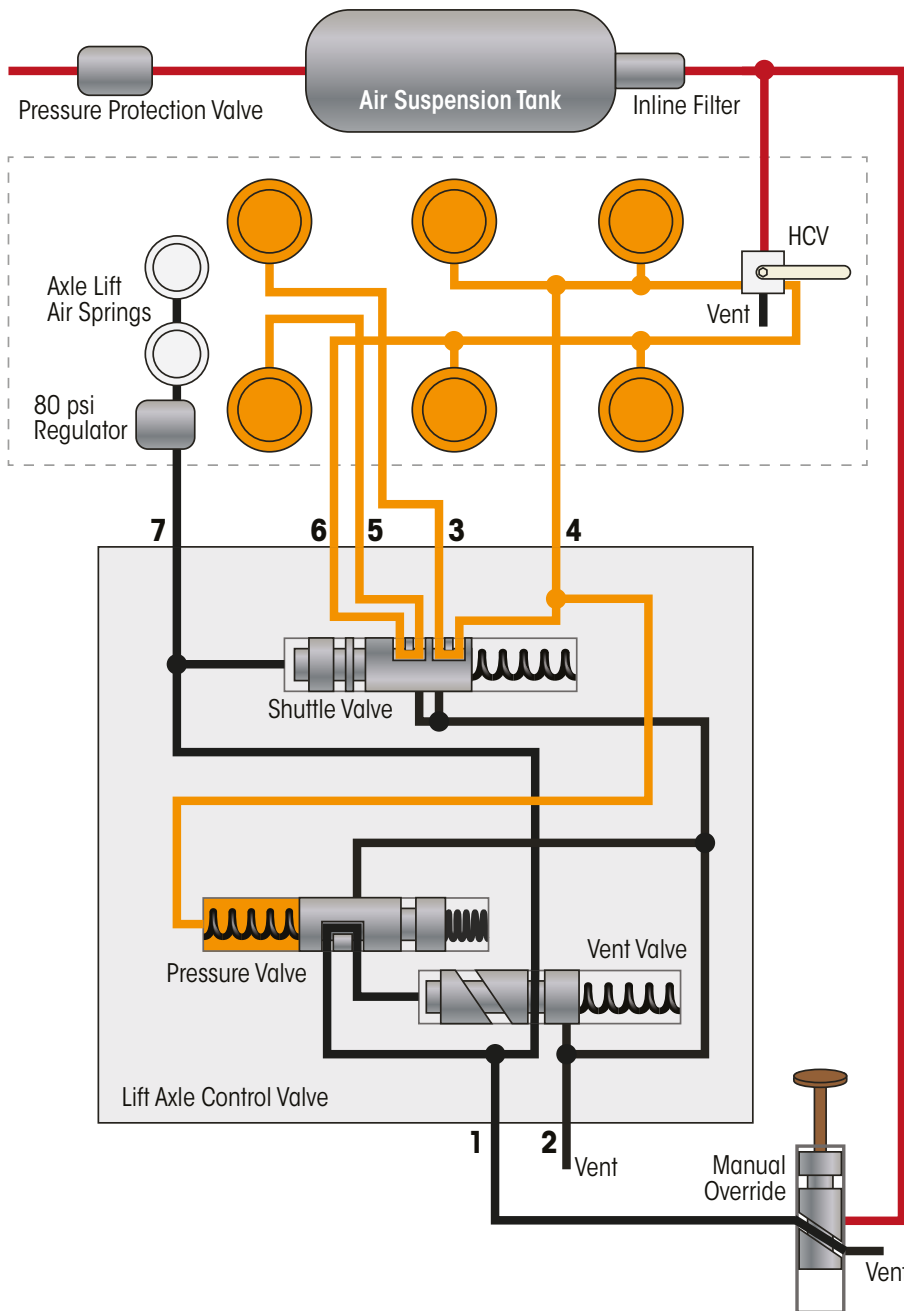 Pressure Protection Valve
Air Suspension Tank
Inline Filter
HCV
Axle Lift
Air Springs
Vent
80 psi
Regulator
7
6
5
3
4
Shuttle Valve
Pressure Valve
Vent Valve
Lift Axle Control Valve
1
2
Vent
Manual
Override
Vent